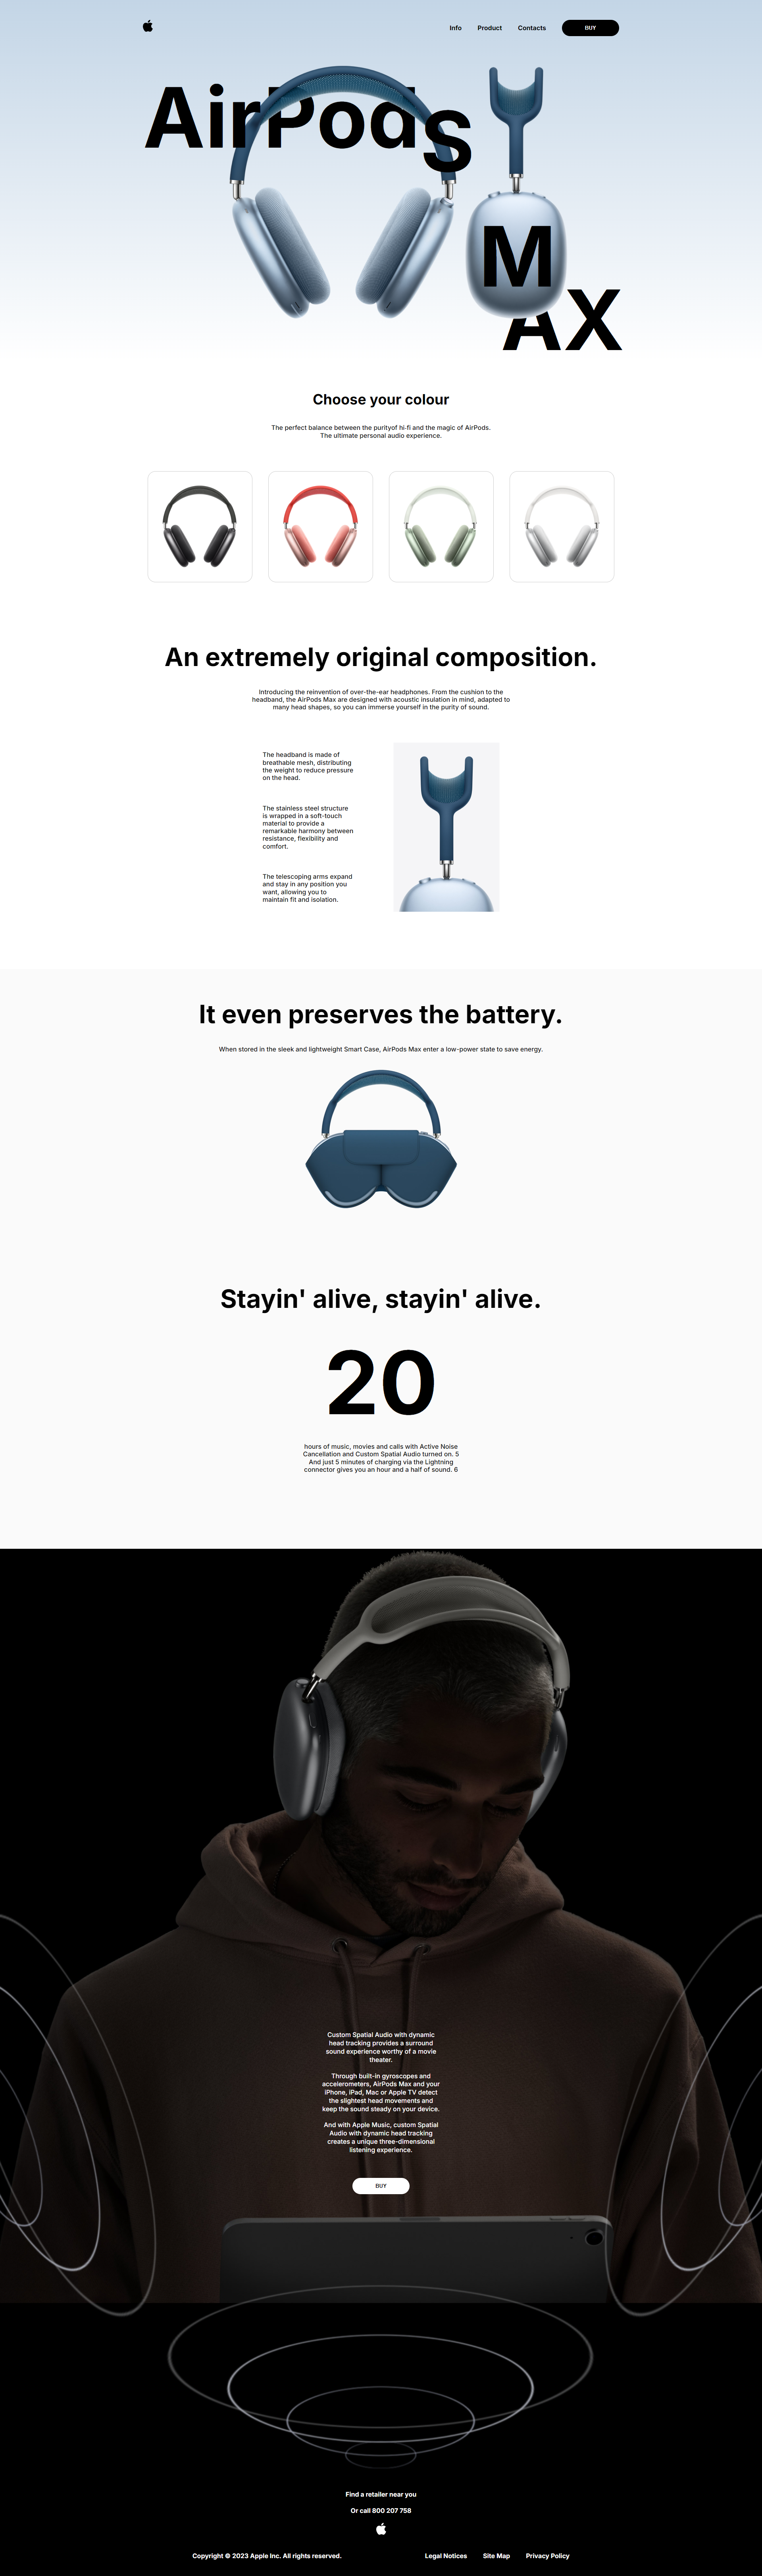 Info Product Contacts BUY
AirPods
MAX
Choose your colour
The perfect balance between the purityof hi-fi and the magic of AirPods.
The ultimate personal audio experience.
An extremely original composition.
Introducing the reinvention of over-the-ear headphones. From the cushion to the
headband, the AirPods Max are designed with acoustic insulation in mind, adapted to
many head shapes, so you can immerse yourself in the purity of sound.
The headband is made of
breathable mesh, distributing
the weight to reduce pressure
on the head.
The stainless steel structure
is wrapped in a soft-touch
material to provide a
remarkable harmony between
resistance, flexibility and
comfort.
The telescoping arms expand
and stay in any position you
want, allowing you to
maintain fit and isolation.
It even preserves the battery.
When stored in the sleek and lightweight Smart Case, AirPods Max enter a low-power state to save energy.
Stayin' alive, stayin' alive.
20
hours of music, movies and calls with Active Noise
Cancellation and Custom Spatial Audio turned on. 5
And just 5 minutes of charging via the Lightning
connector gives you an hour and a half of sound. 6
Custom Spatial Audio with dynamic
head tracking provides a surround
sound experience worthy of a movie
theater.
Through built-in gyroscopes and
accelerometers, AirPods Max and your
iPhone, iPad, Mac or Apple TV detect
the slightest head movements and
keep the sound steady on your device.
And with Apple Music, custom Spatial
Audio with dynamic head tracking
creates a unique three-dimensional
listening experience.
BUY
Find a retailer near you
Or call 800 207 758
Copyright © 2023 Apple Inc. All rights reserved. Legal Notices Site Map Privacy Policy